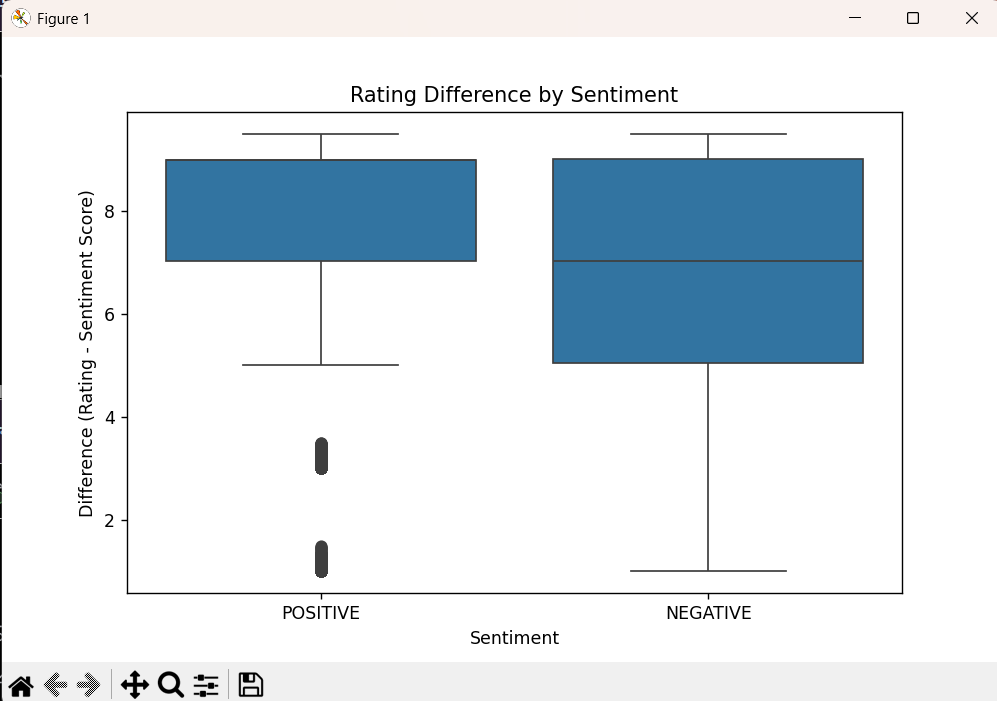 Figure 1
Rating Difference by Sentiment
Difference (Rating - Sentiment Score)
8
6
4
2
POSITIVE
NEGATIVE
Sentiment